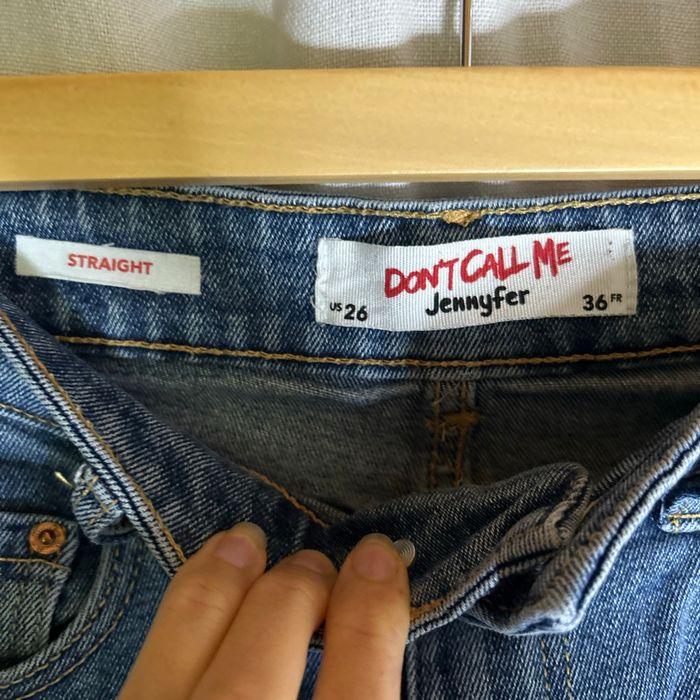 STRAIGHT
DON'T CALL ME
Jennyfer
US 26
36 FR